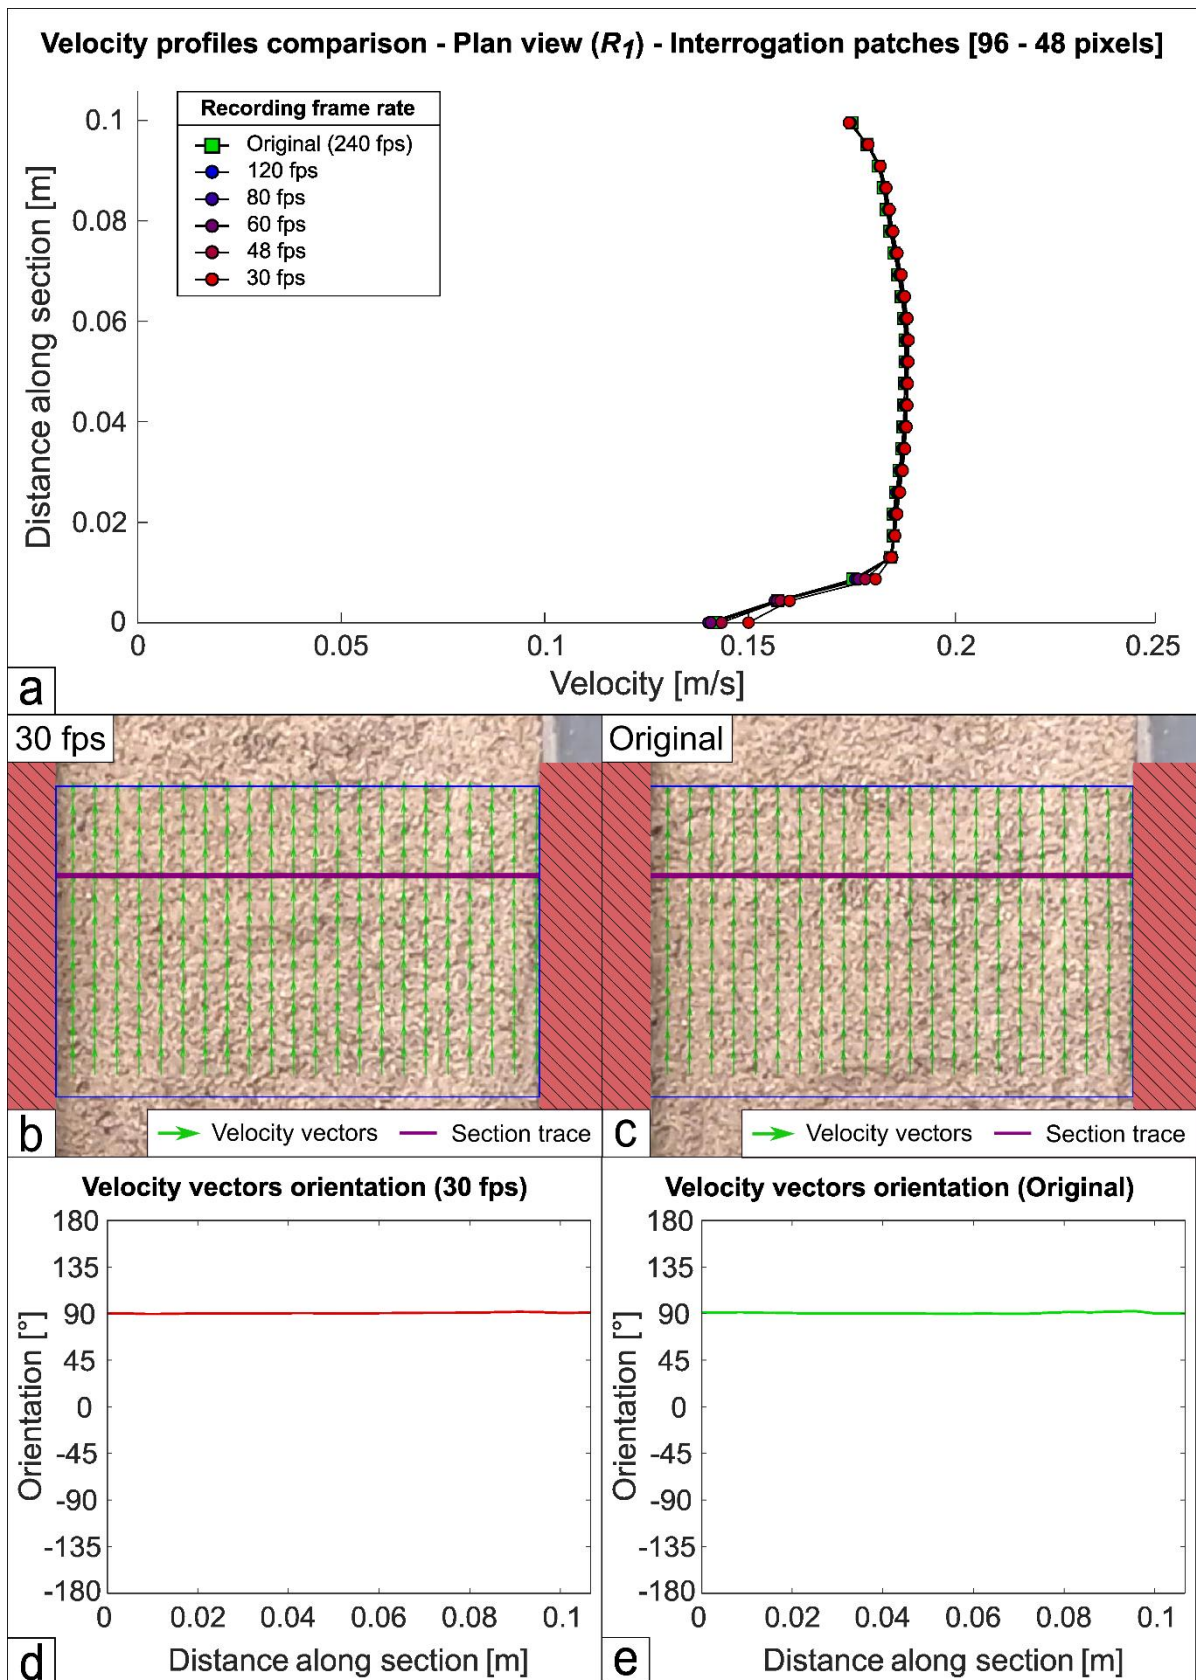 Velocity profiles comparison - Plan view (R1) - Interrogation patches [96 - 48 pixels]
Recording frame rate
Original (240 fps)
120 fps
80 fps
60 fps
48 fps
30 fps
Distance along section [m]
0.1
0.08
0.06
0.04
0.02
0
0 0.05 0.1 0.15 0.2 0.25
Velocity [m/s]
a
30 fps
Original
b
Velocity vectors Section trace
c
Velocity vectors Section trace
Velocity vectors orientation (30 fps)
Orientation [°]
180
135
90
45
0
-45
-90
-135
-180
0 0.02 0.04 0.06 0.08 0.1
Distance along section [m]
d
Velocity vectors orientation (Original)
Orientation [°]
180
135
90
45
0
-45
-90
-135
-180
0 0.02 0.04 0.06 0.08 0.1
Distance along section [m]
e